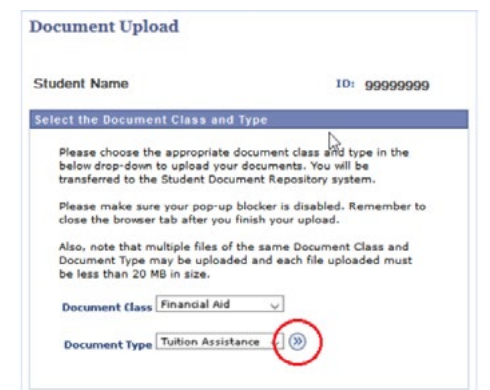 Document Upload
Student Name ID: 99999999
Select the Document Class and Type
Please choose the appropriate document class and type in the
below drop-down to upload your documents. You will be
transferred to the Student Document Repository system.
Please make sure your pop-up blocker is disabled. Remember to
close the browser tab after you finish your upload.
Also, note that multiple files of the same Document Class and
Document Type may be uploaded and each file uploaded must
be less than 20 MB in size.
Document Class Financial Aid
Document Type Tuition Assistance